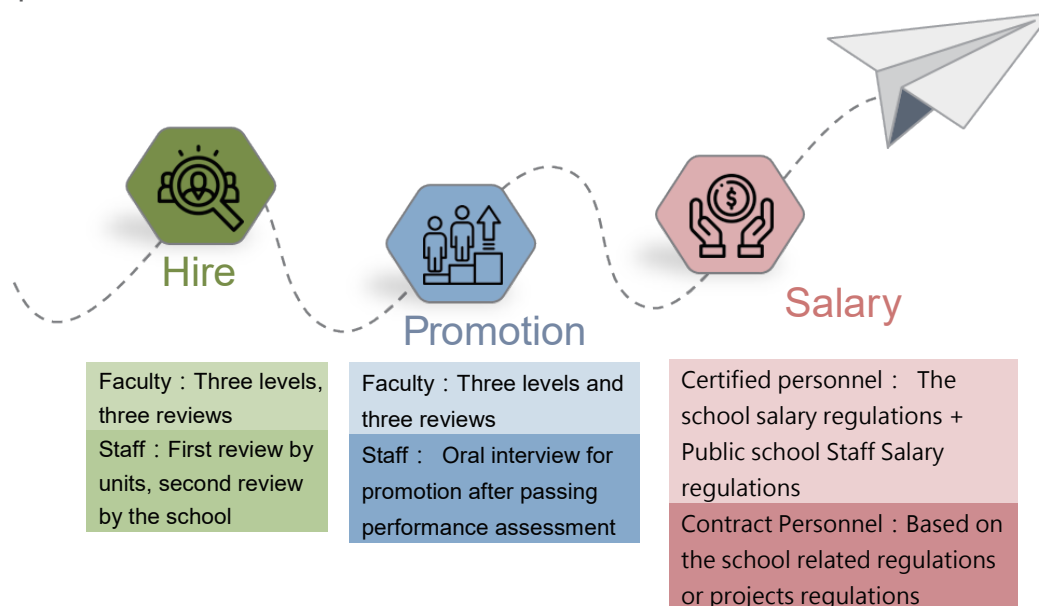 Hire
Promotion
Salary
Faculty：Three levels,
three reviews
Staff：First review by
units, second review
by the school
Faculty：Three levels and
three reviews
Staff： Oral interview for
promotion after passing
performance assessment
Certified personnel： The
school salary regulations +
Public school Staff Salary
regulations
Contract Personnel：Based on
the school related regulations
or projects regulations